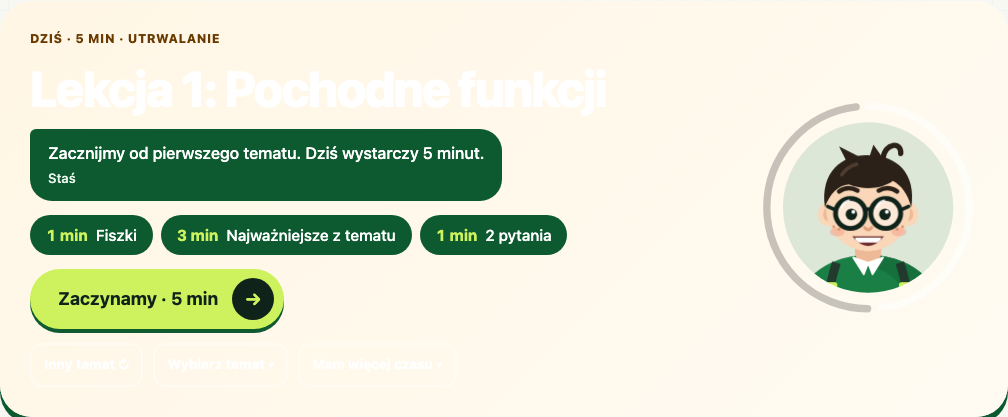 DZIŚ · 5 MIN · UTRWALANIE
Lekcja 1: Pochodne funkcji
Zacznijmy od pierwszego tematu. Dziś wystarczy 5 minut.
Staś
1 min Fiszki 3 min Najważniejsze z tematu 1 min 2 pytania
Zaczynamy · 5 min →
Inny temat ↻ Wybierz temat Mam więcej czasu